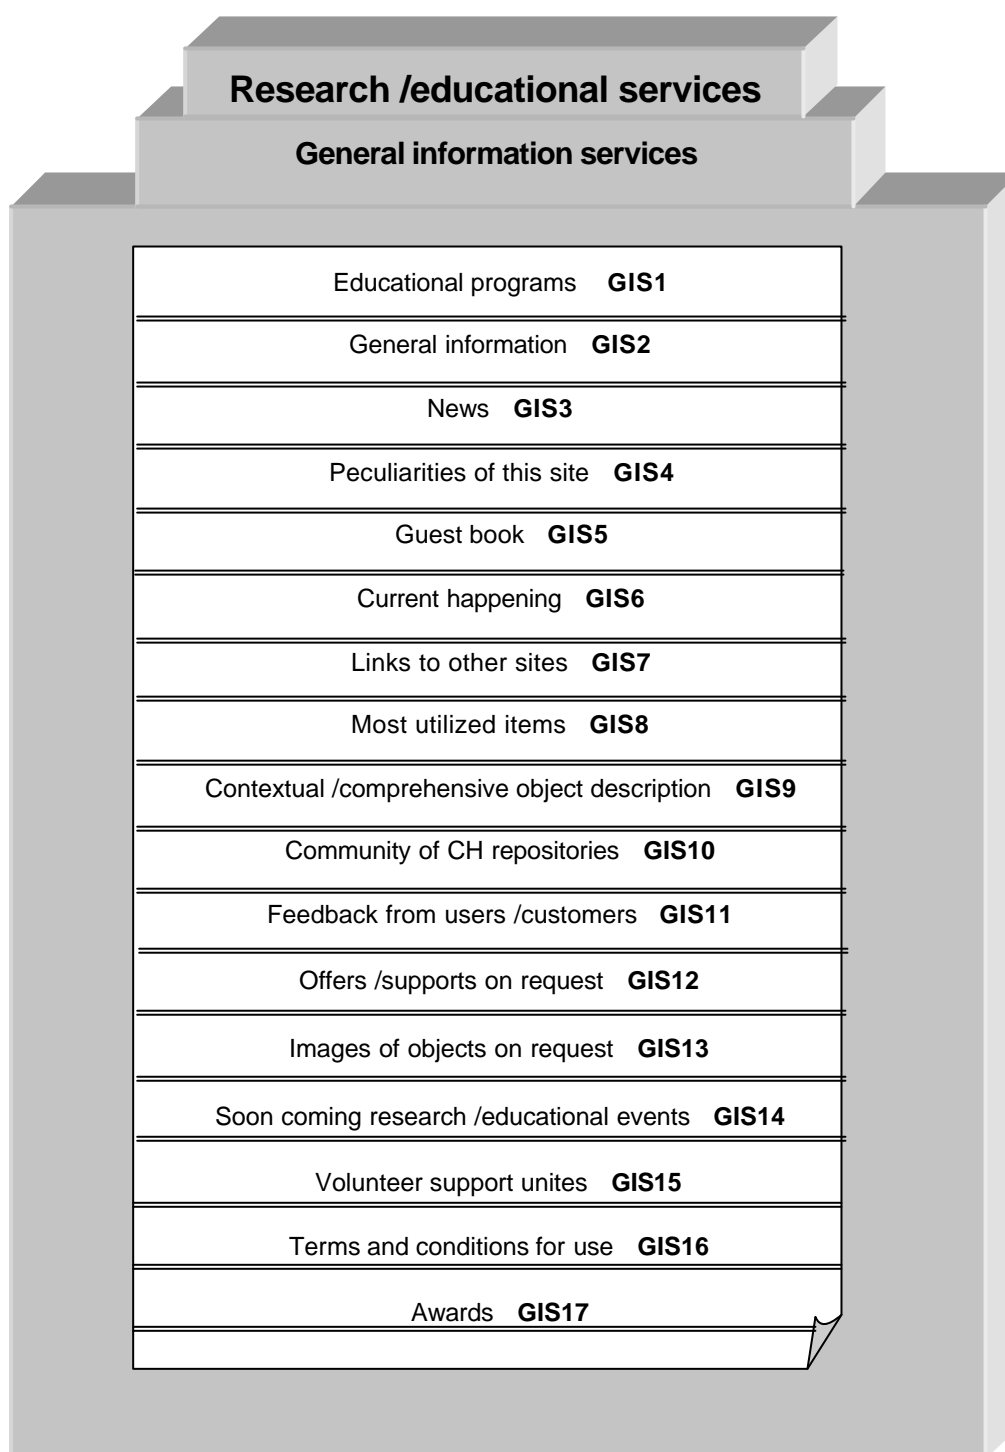 Research /educational services
General information services
Educational programs GIS1
General information GIS2
News GIS3
Peculiarities of this site GIS4
Guest book GIS5
Current happening GIS6
Links to other sites GIS7
Most utilized items GIS8
Contextual /comprehensive object description GIS9
Community of CH repositories GIS10
Feedback from users /customers GIS11
Offers /supports on request GIS12
Images of objects on request GIS13
Soon coming research /educational events GIS14
Volunteer support unites GIS15
Terms and conditions for use GIS16
Awards GIS17